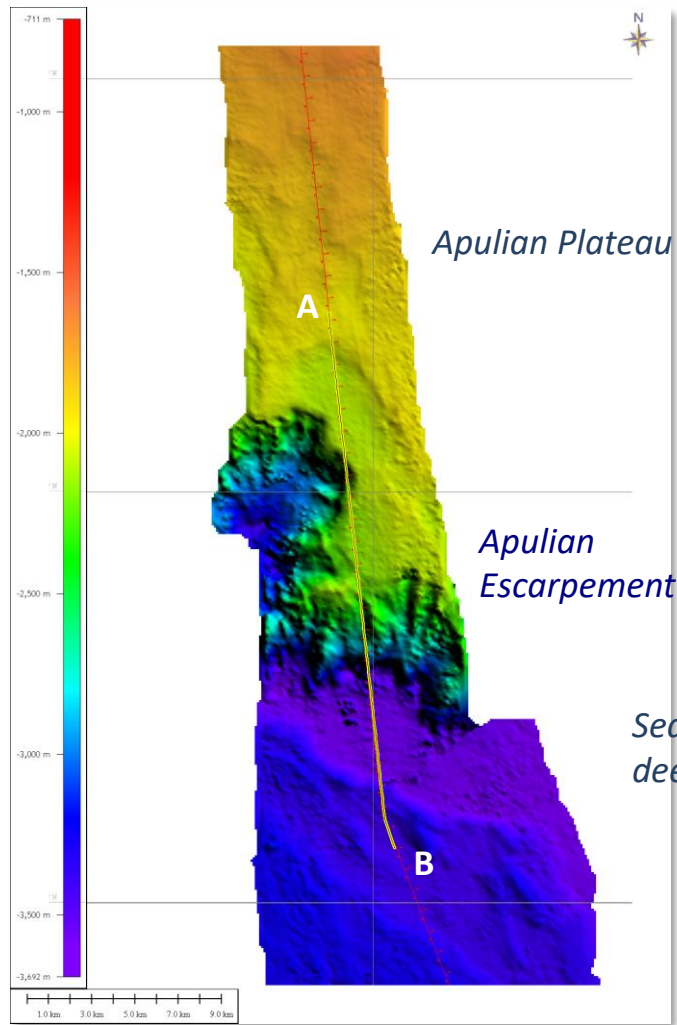 -711 m
N
-1,000 m
Apulian Plateau
-1,500 m
A
-2,000 m
Apulian
Escarpement
-2,500 m
-3,000 m
B
-3,500 m
-3,692 m
1.0 km 3.0 km 5.0 km 7.0 km 9.0 km